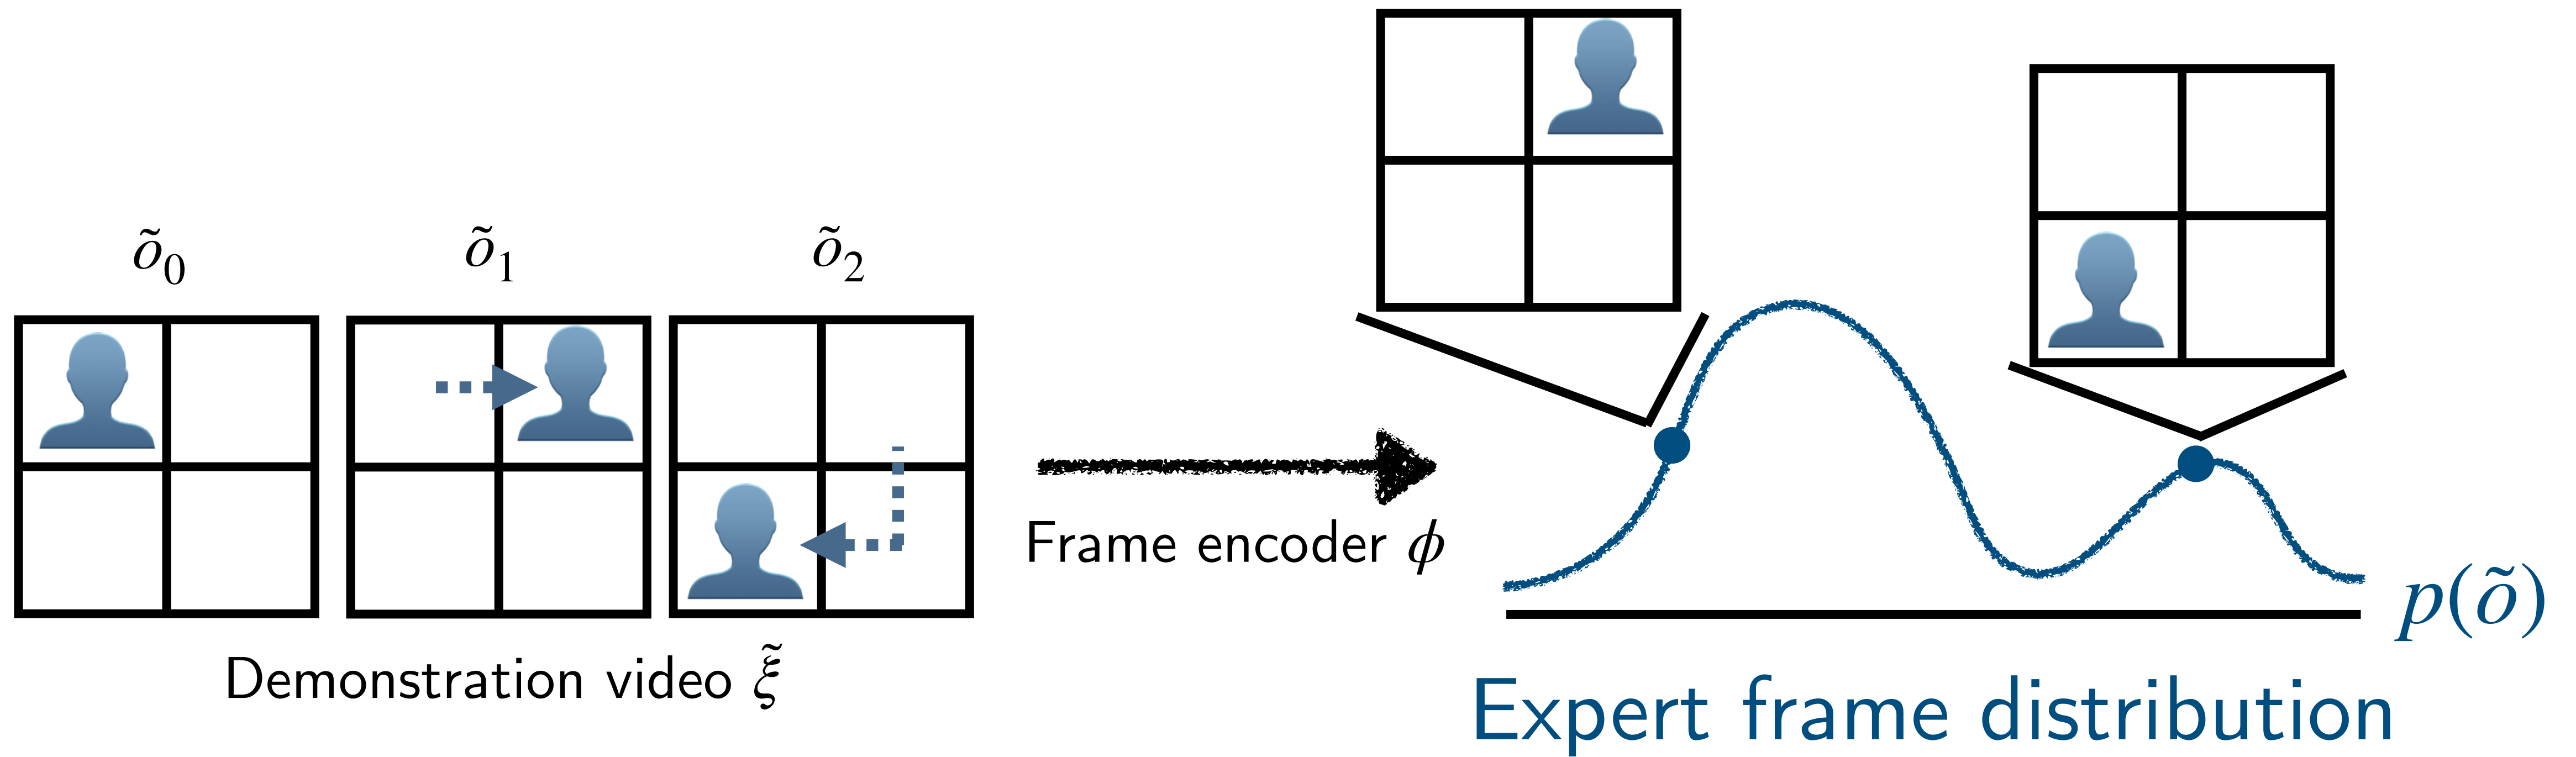 õ₀
õ₁
õ₂
Demonstration video ξ̃
Frame encoder ϕ
p(õ)
Expert frame distribution